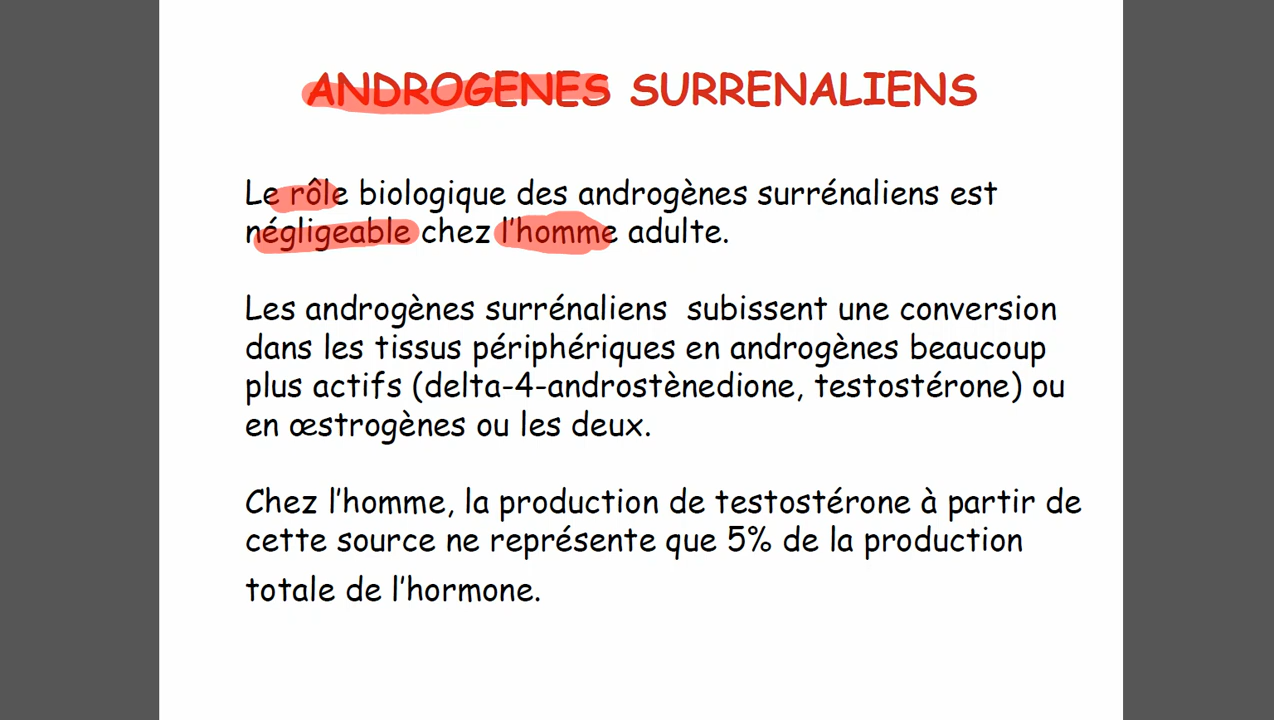 ANDROGENES SURRENALIENS
Le rôle biologique des androgènes surrénaliens est
négligeable chez l'homme adulte.
Les androgènes surrénaliens subissent une conversion
dans les tissus périphériques en androgènes beaucoup
plus actifs (delta-4-androstènedione, testostérone) ou
en œstrogènes ou les deux.
Chez l'homme, la production de testostérone à partir de
cette source ne représente que 5% de la production
totale de l'hormone.